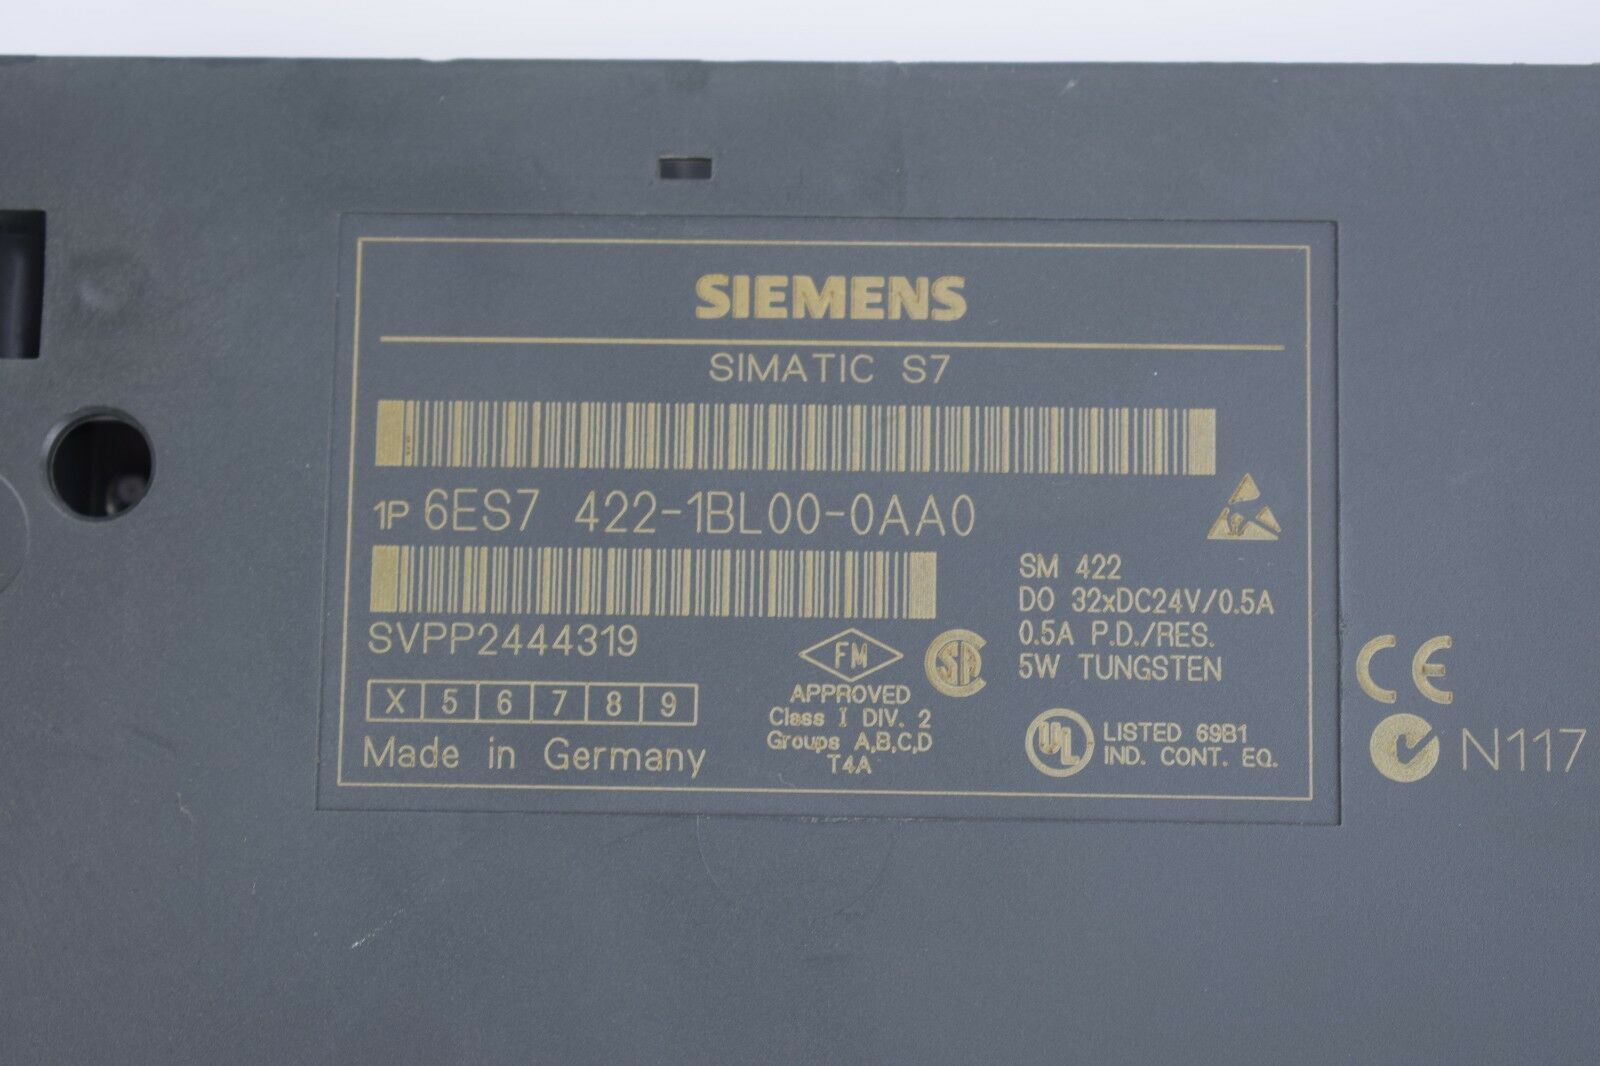 SIEMENS
SIMATIC S7
1P 6ES7 422-1BL00-0AA0
SM 422
DO 32xDC24V/0.5A
0.5A P.D./RES.
5W TUNGSTEN
SVPP2444319
X 5 6 7 8 9
Made in Germany
FM
APPROVED
Class I DIV. 2
Groups A,B,C,D
T4A
SA
UL
LISTED 69B1
IND. CONT. EQ.
CE
N117